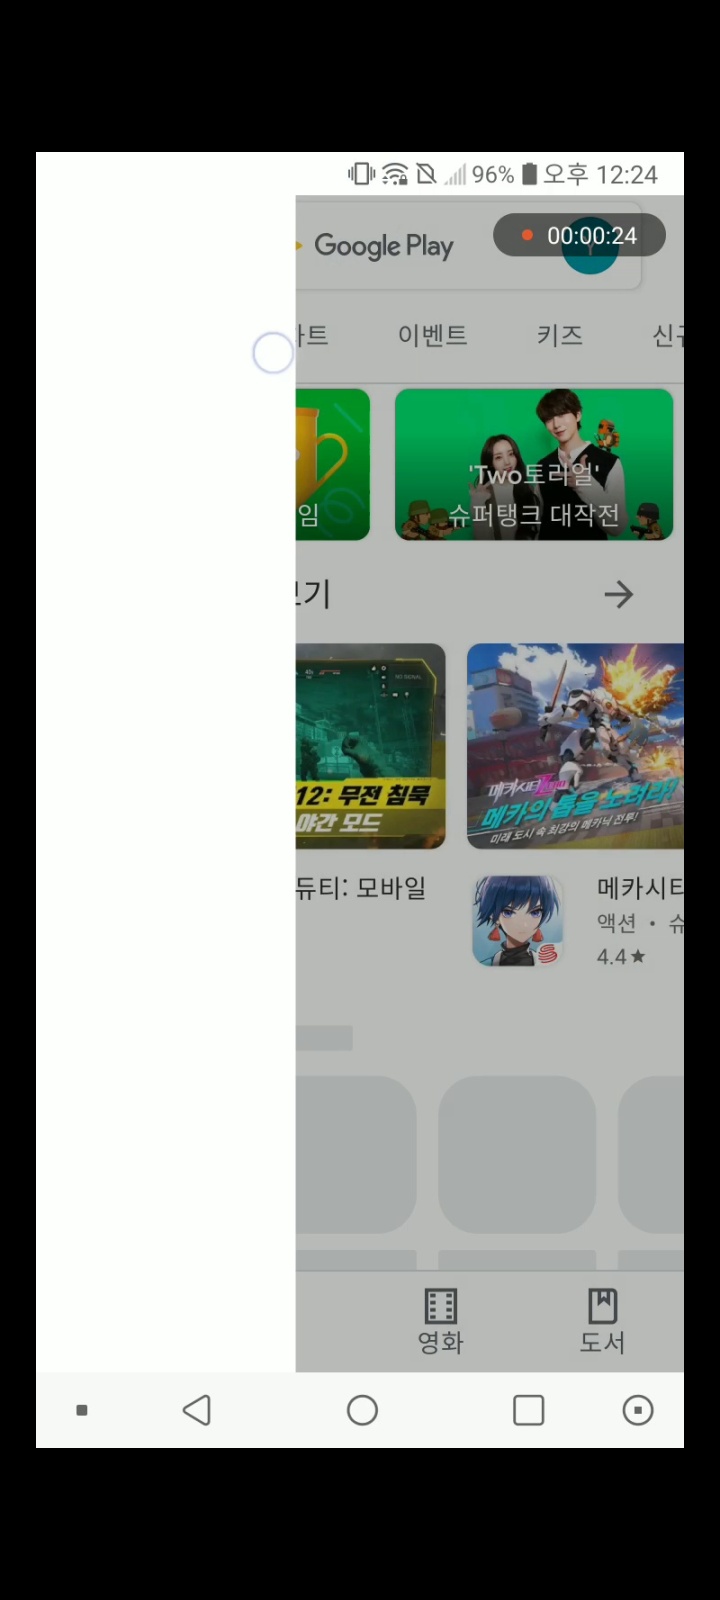 96% 오후 12:24
Google Play
00:00:24
이벤트 키즈
'Two토리얼'
슈퍼탱크 대작전
임
기
NO SIGNAL
12: 무전 침묵
야간 모드
메카시티
메카의 톱을 노려라!
미래 도시 속 최강의 메카닉 전투!
듀티: 모바일
메카시티
액션 • 슈
4.4★
영화
도서